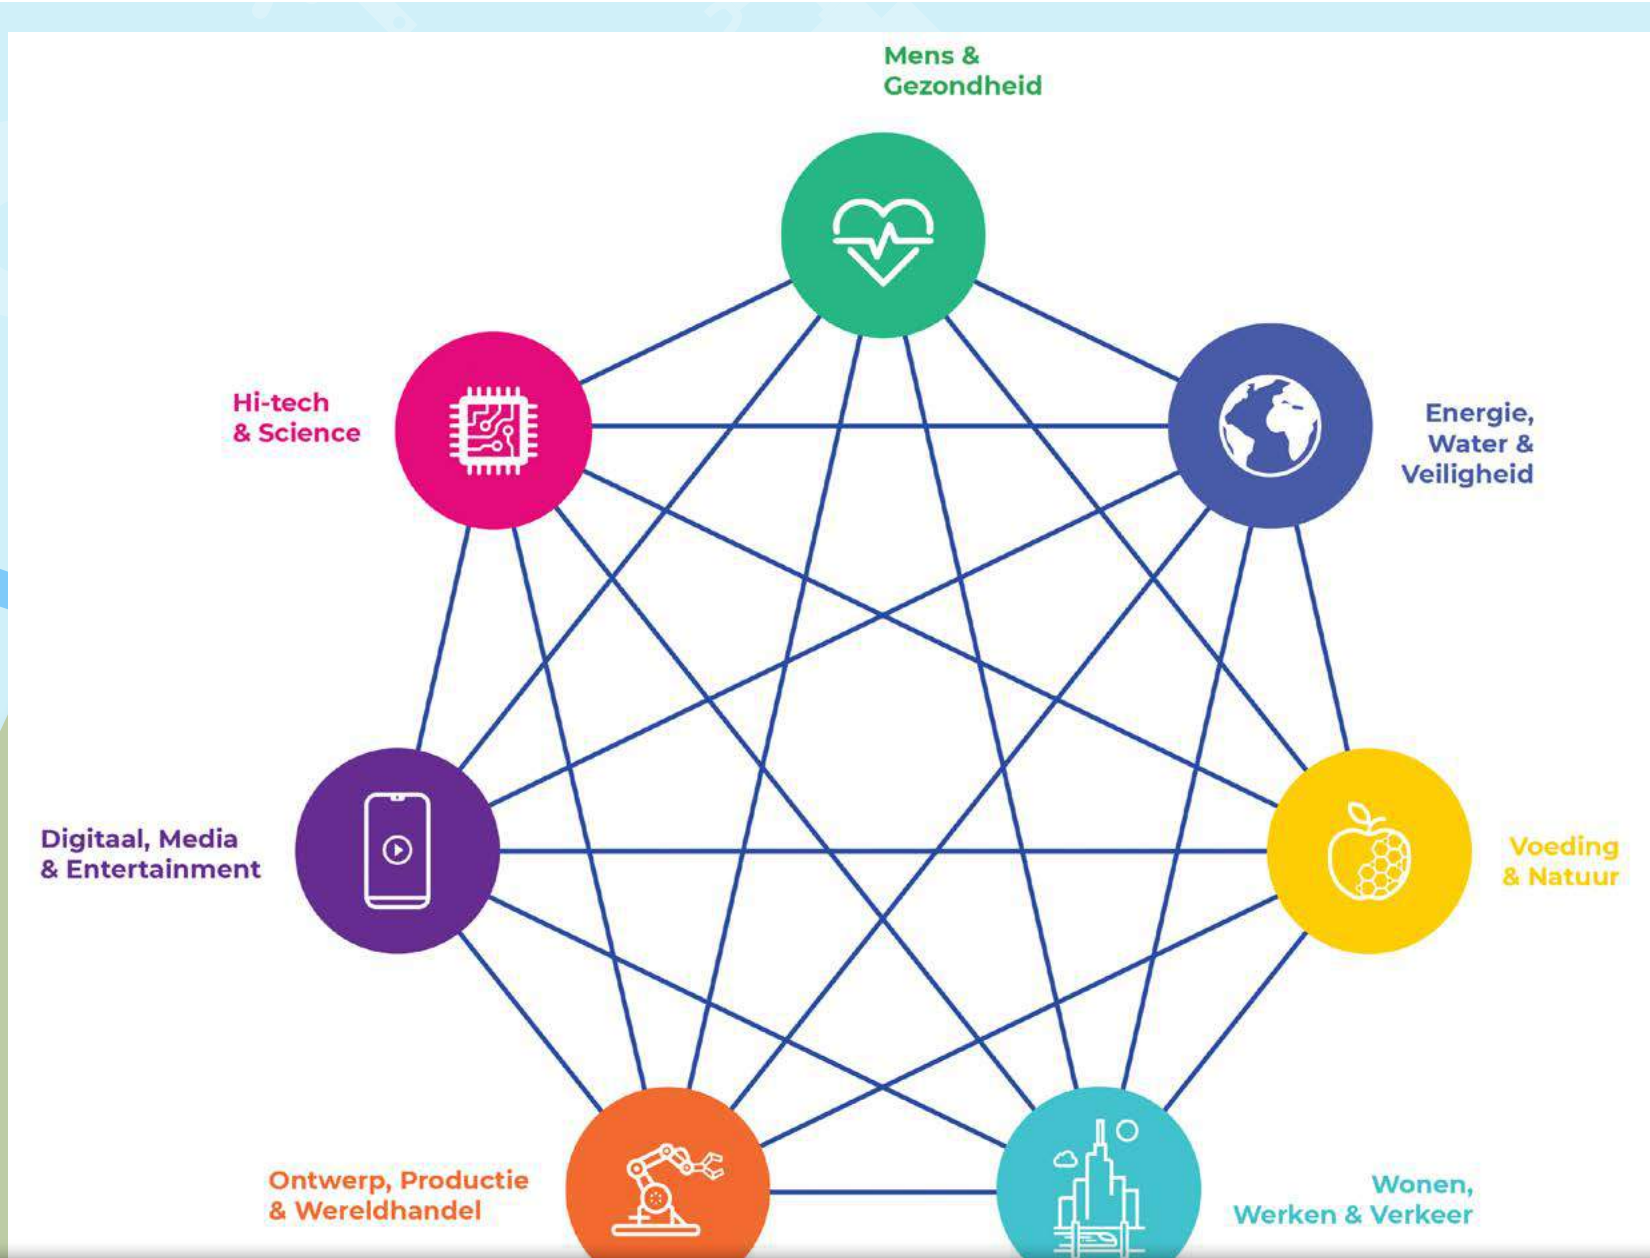 Mens &
Gezondheid
Hi-tech
& Science
Energie,
Water &
Veiligheid
Digitaal, Media
& Entertainment
Voeding
& Natuur
Ontwerp, Productie
& Wereldhandel
Wonen,
Werken & Verkeer